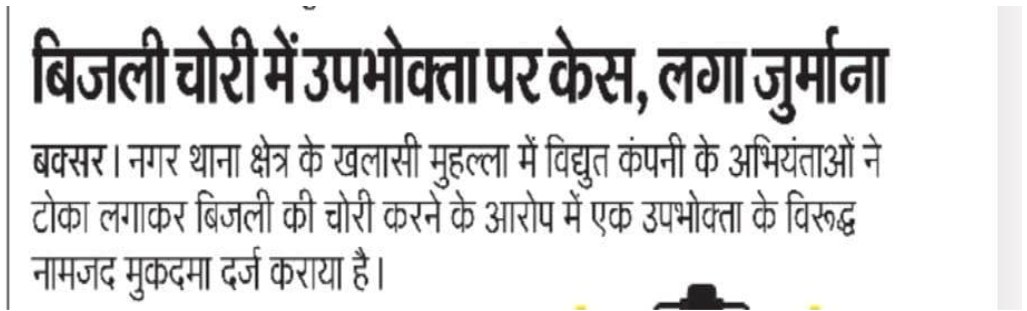 बिजली चोरी में उपभोक्ता पर केस, लगा जुर्माना
बक्सर। नगर थाना क्षेत्र के खलासी मुहल्ला में विद्युत कंपनी के अभियंताओं ने
टोका लगाकर बिजली की चोरी करने के आरोप में एक उपभोक्ता के विरूद्ध
नामजद मुकदमा दर्ज कराया है।